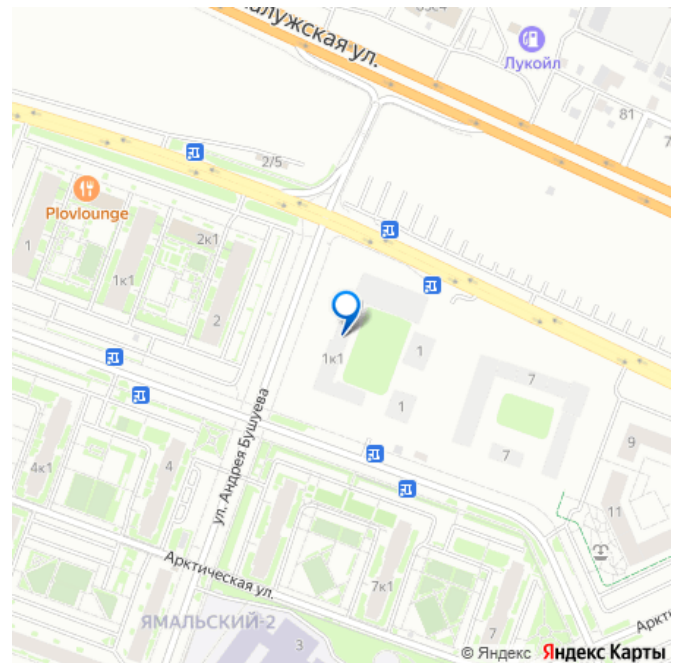 алужская ул.
Лукойл
81
2/5
Plovlounge
2к1
1
1к1
2
1к1
1
1
7
7
9
11
ул. Андрея Бушуева
4к1
4
Арктическая ул.
7к1
7
ЯМАЛЬСКИЙ-2
3
Аркт
© Яндекс Яндекс Карты